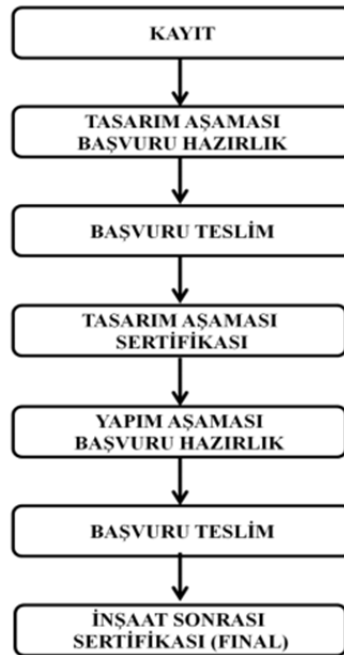 KAYIT
TASARIM AŞAMASI
BAŞVURU HAZIRLIK
BAŞVURU TESLİM
TASARIM AŞAMASI
SERTİFİKASI
YAPIM AŞAMASI
BAŞVURU HAZIRLIK
BAŞVURU TESLİM
İNŞAAT SONRASI
SERTİFİKASI (FINAL)